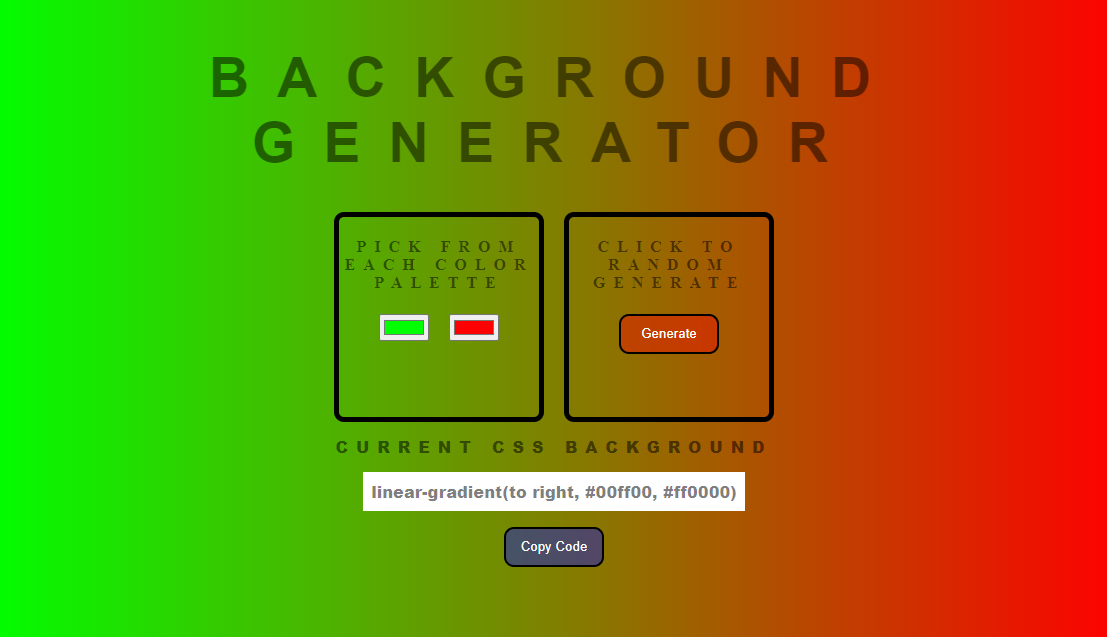 BACKGROUND
GENERATOR
PICK FROM
EACH COLOR
PALETTE
CLICK TO
RANDOM
GENERATE
Generate
CURRENT CSS BACKGROUND
linear-gradient(to right, #00ff00, #ff0000)
Copy Code